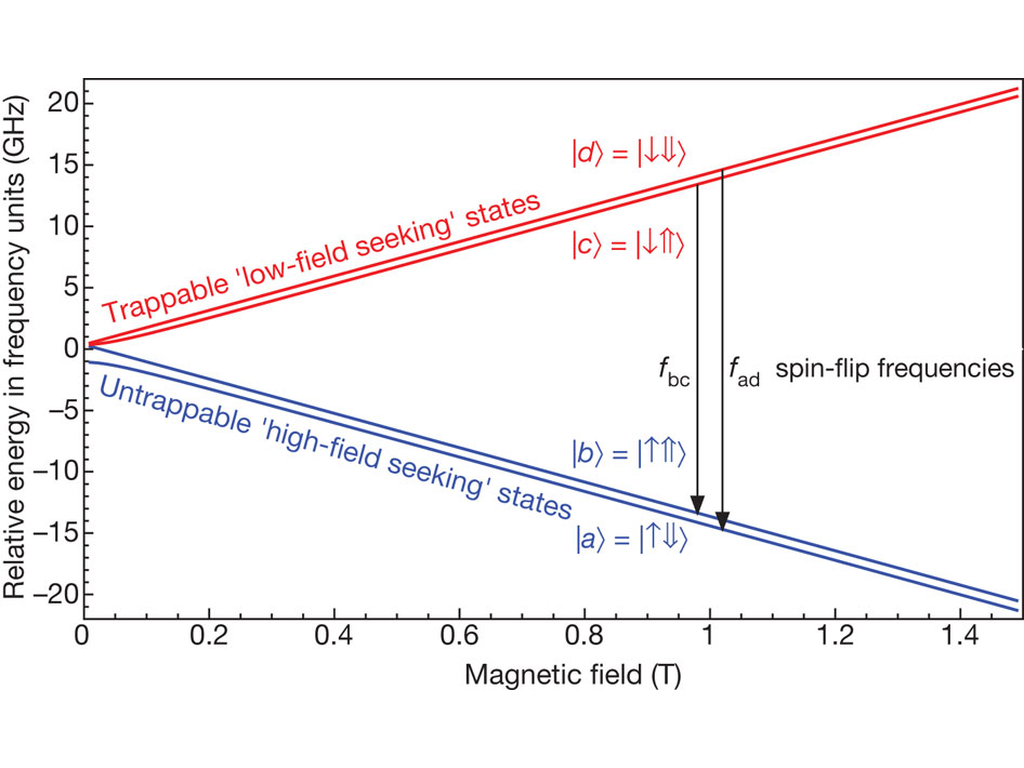 Relative energy in frequency units (GHz)
20
15
10
5
0
−5
−10
−15
−20
|d⟩ = |↓⇓⟩
Trappable 'low-field seeking' states
|c⟩ = |↓⇑⟩
fbc
fad spin-flip frequencies
Untrappable 'high-field seeking' states
|b⟩ = |↑⇑⟩
|a⟩ = |↑⇓⟩
0 0.2 0.4 0.6 0.8 1 1.2 1.4
Magnetic field (T)